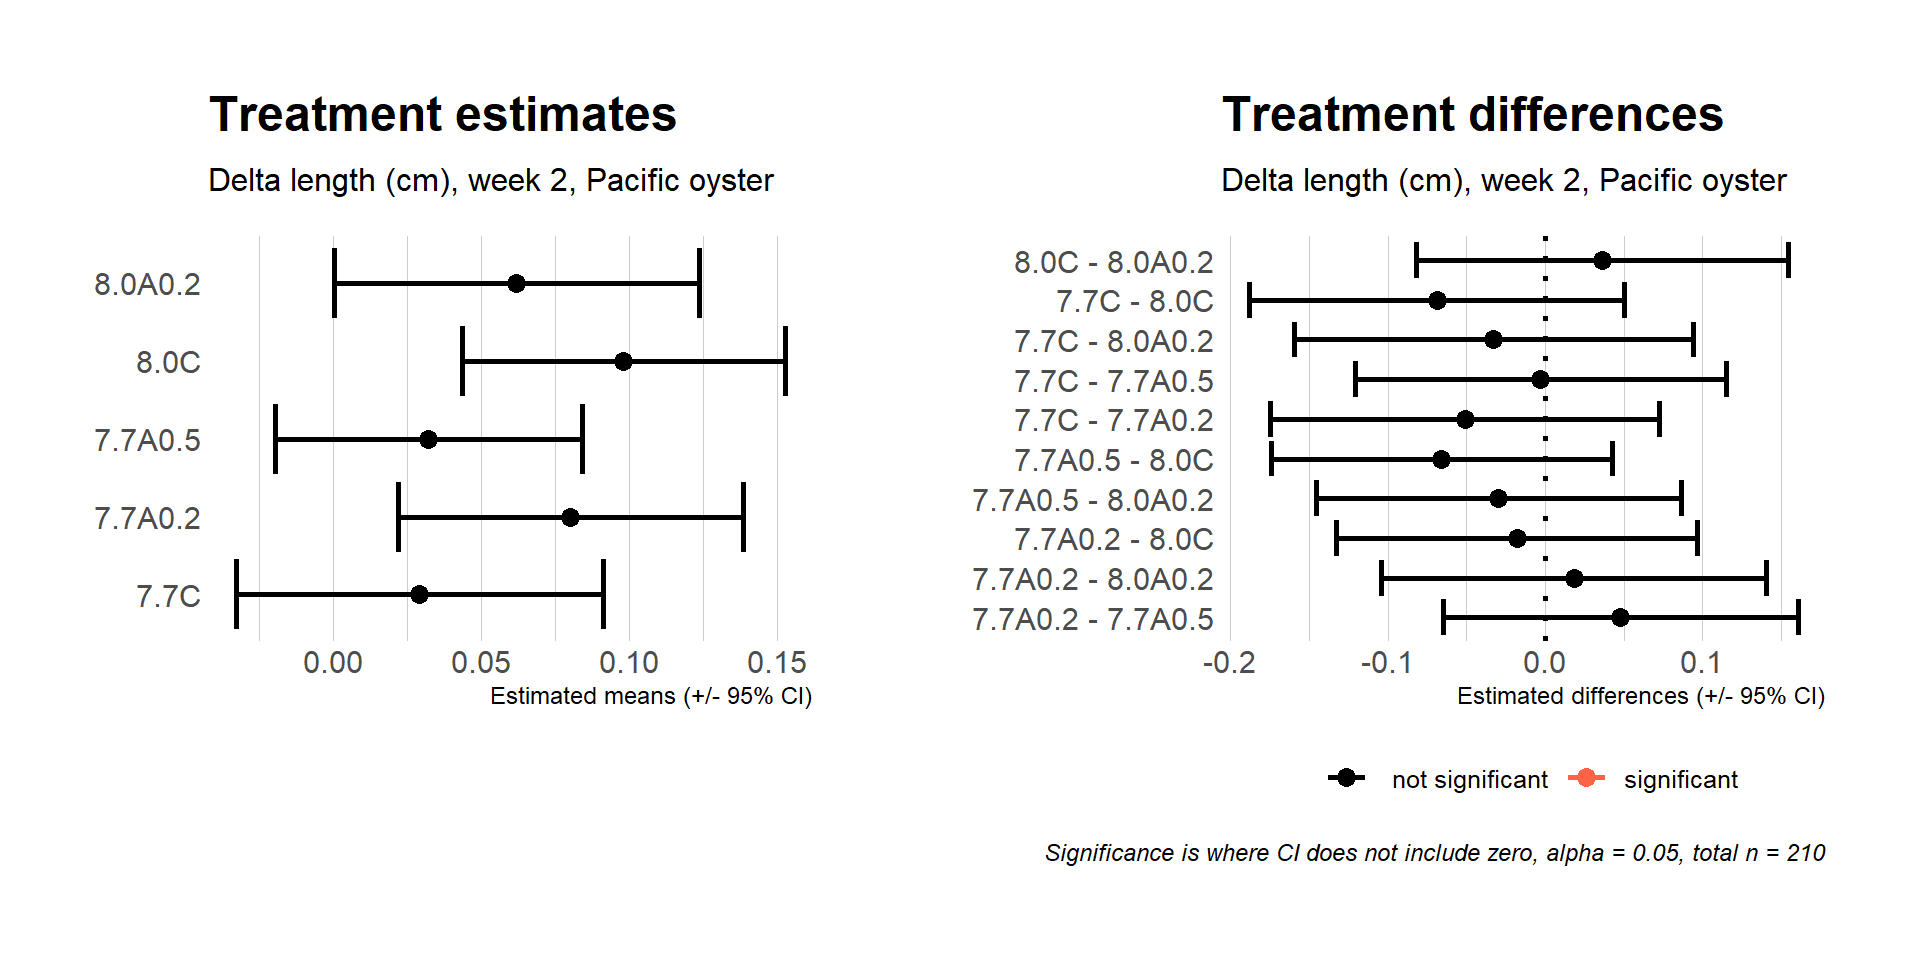 Treatment estimates
Delta length (cm), week 2, Pacific oyster
8.0A0.2
8.0C
7.7A0.5
7.7A0.2
7.7C
0.00 0.05 0.10 0.15
Estimated means (+/- 95% CI)
Treatment differences
Delta length (cm), week 2, Pacific oyster
8.0C - 8.0A0.2
7.7C - 8.0C
7.7C - 8.0A0.2
7.7C - 7.7A0.5
7.7C - 7.7A0.2
7.7A0.5 - 8.0C
7.7A0.5 - 8.0A0.2
7.7A0.2 - 8.0C
7.7A0.2 - 8.0A0.2
7.7A0.2 - 7.7A0.5
-0.2 -0.1 0.0 0.1
Estimated differences (+/- 95% CI)
not significant significant
Significance is where CI does not include zero, alpha = 0.05, total n = 210